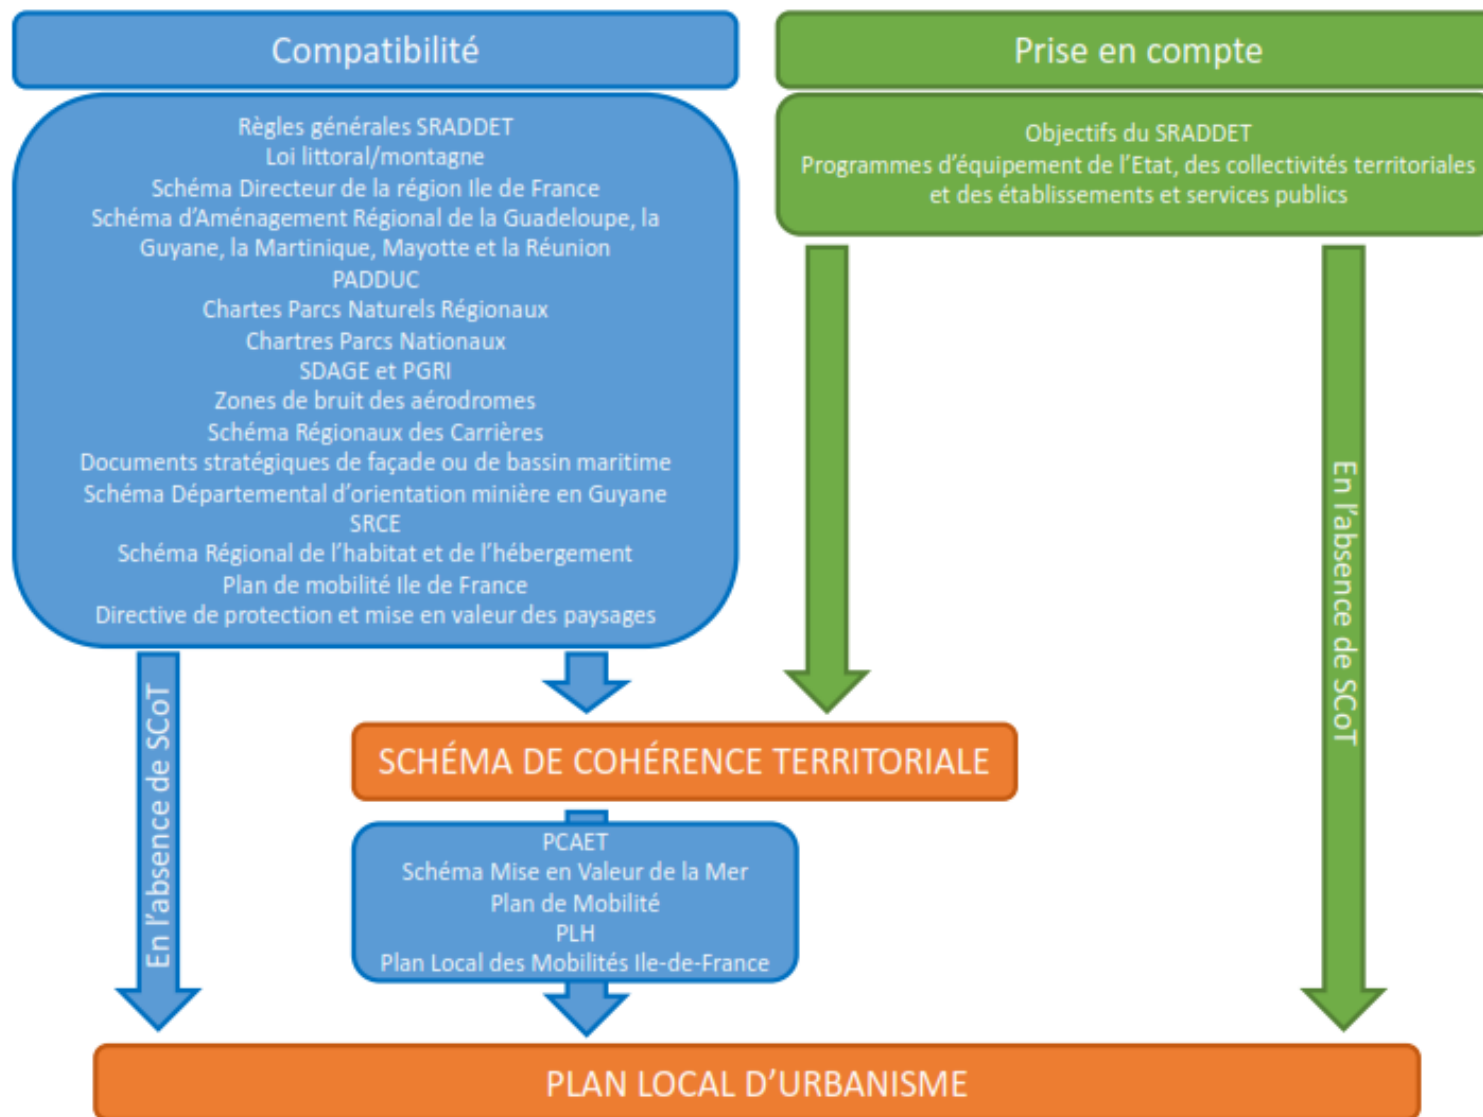 Compatibilité
Règles générales SRADDET
Loi littoral/montagne
Schéma Directeur de la région Ile de France
Schéma d’Aménagement Régional de la Guadeloupe, la
Guyane, la Martinique, Mayotte et la Réunion
PADDUC
Chartes Parcs Naturels Régionaux
Chartres Parcs Nationaux
SDAGE et PGRI
Zones de bruit des aérodromes
Schéma Régionaux des Carrières
Documents stratégiques de façade ou de bassin maritime
Schéma Départemental d’orientation minière en Guyane
SRCE
Schéma Régional de l’habitat et de l’hébergement
Plan de mobilité Ile de France
Directive de protection et mise en valeur des paysages
Prise en compte
Objectifs du SRADDET
Programmes d’équipement de l’Etat, des collectivités territoriales
et des établissements et services publics
En l’absence de SCoT
En l’absence de SCoT
SCHÉMA DE COHÉRENCE TERRITORIALE
PCAET
Schéma Mise en Valeur de la Mer
Plan de Mobilité
PLH
Plan Local des Mobilités Ile-de-France
PLAN LOCAL D’URBANISME